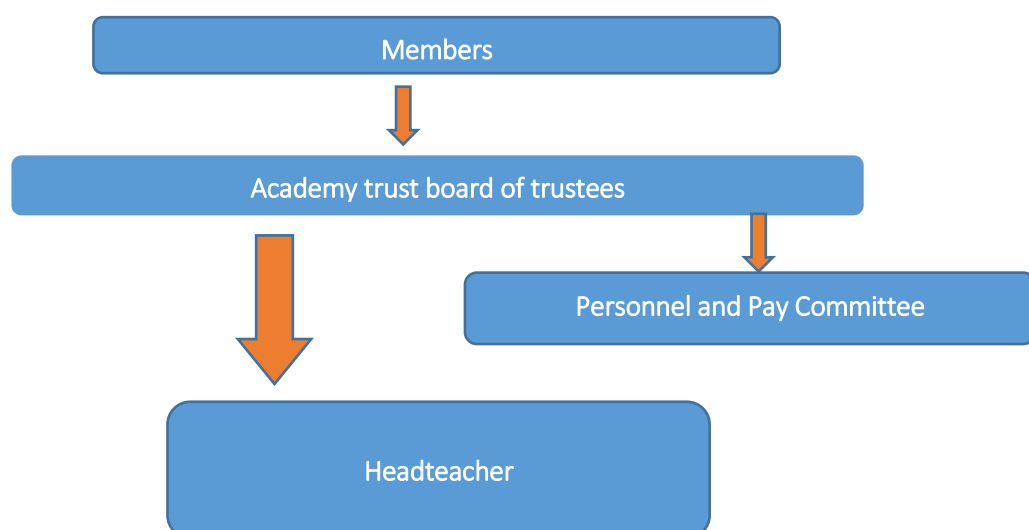 Members
Academy trust board of trustees
Personnel and Pay Committee
Headteacher